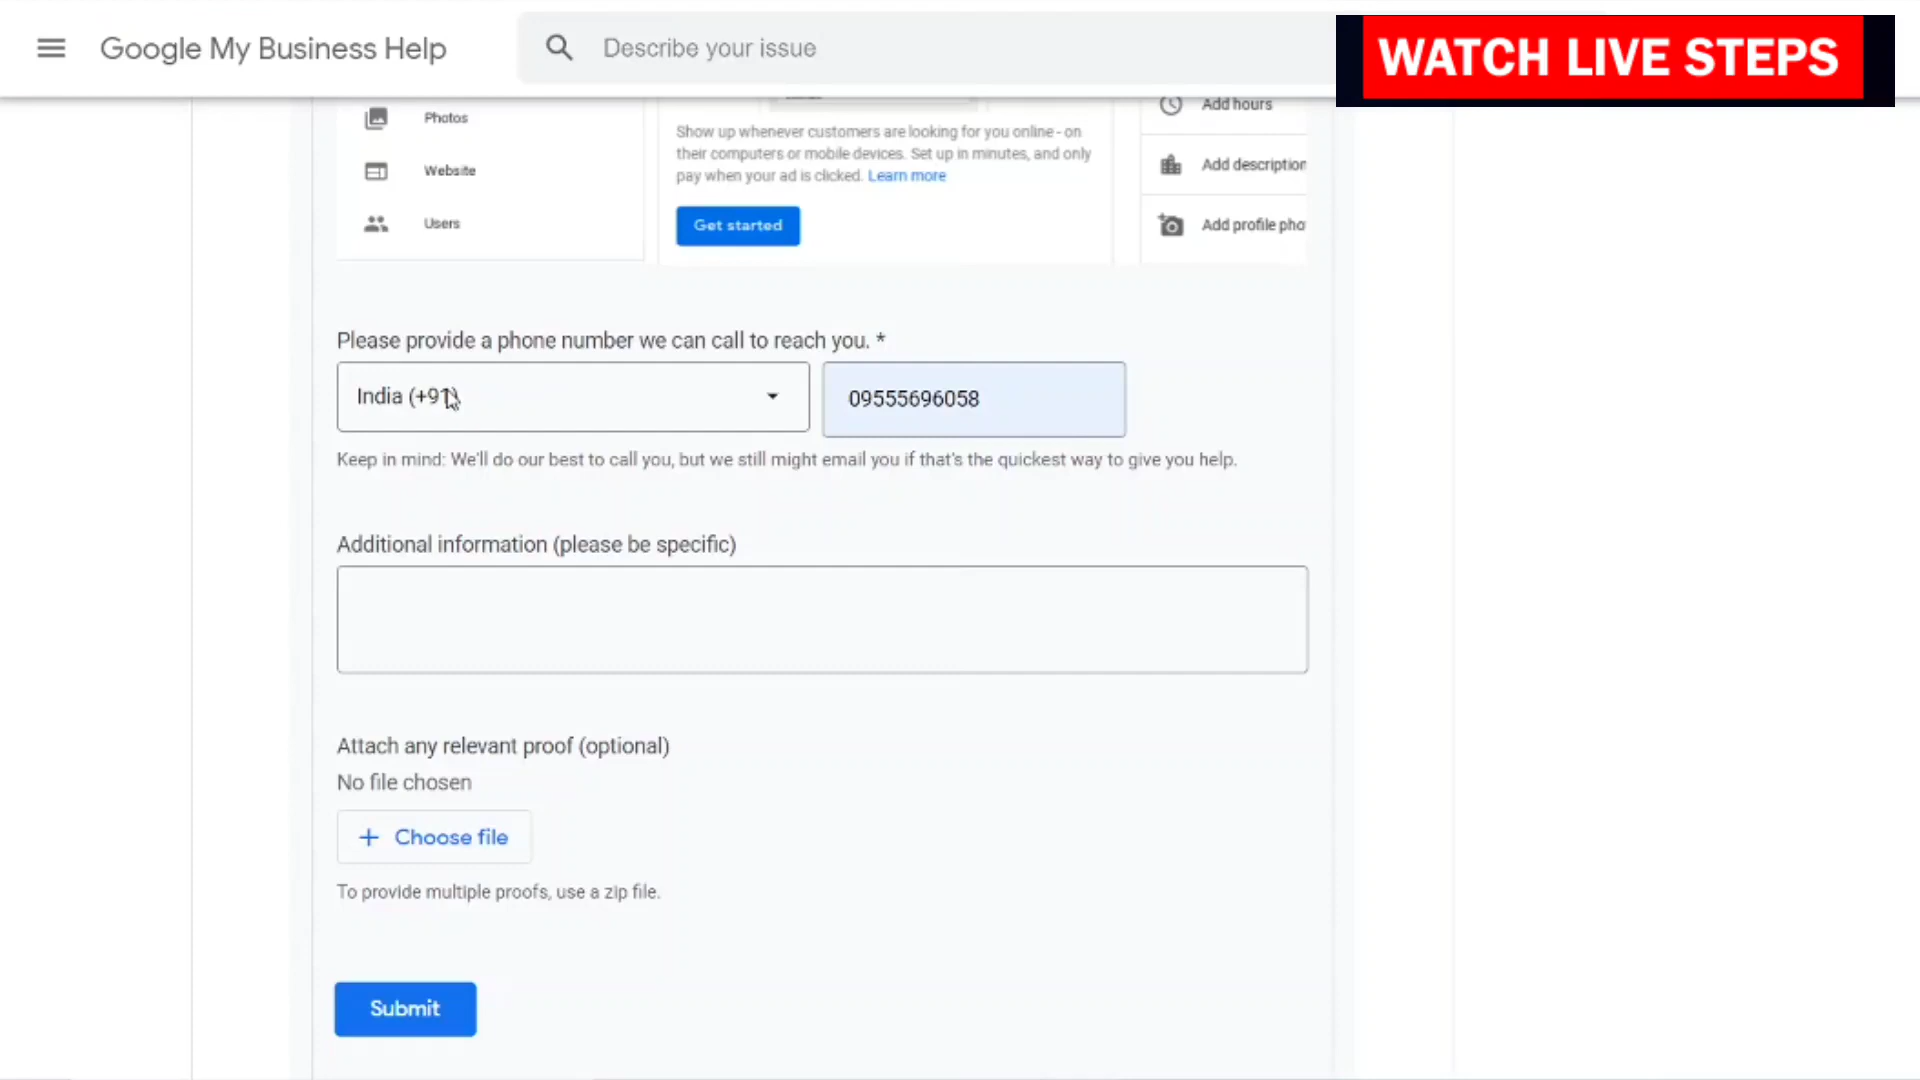 Google My Business Help
Describe your issue
WATCH LIVE STEPS
Photos
Website
Users
Show up whenever customers are looking for you online - on
their computers or mobile devices. Set up in minutes, and only
pay when your ad is clicked. Learn more
Get started
Add hours
Add description
Add profile pho
Please provide a phone number we can call to reach you. *
India (+91)
09555696058
Keep in mind: We'll do our best to call you, but we still might email you if that's the quickest way to give you help.
Additional information (please be specific)
Attach any relevant proof (optional)
No file chosen
+ Choose file
To provide multiple proofs, use a zip file.
Submit